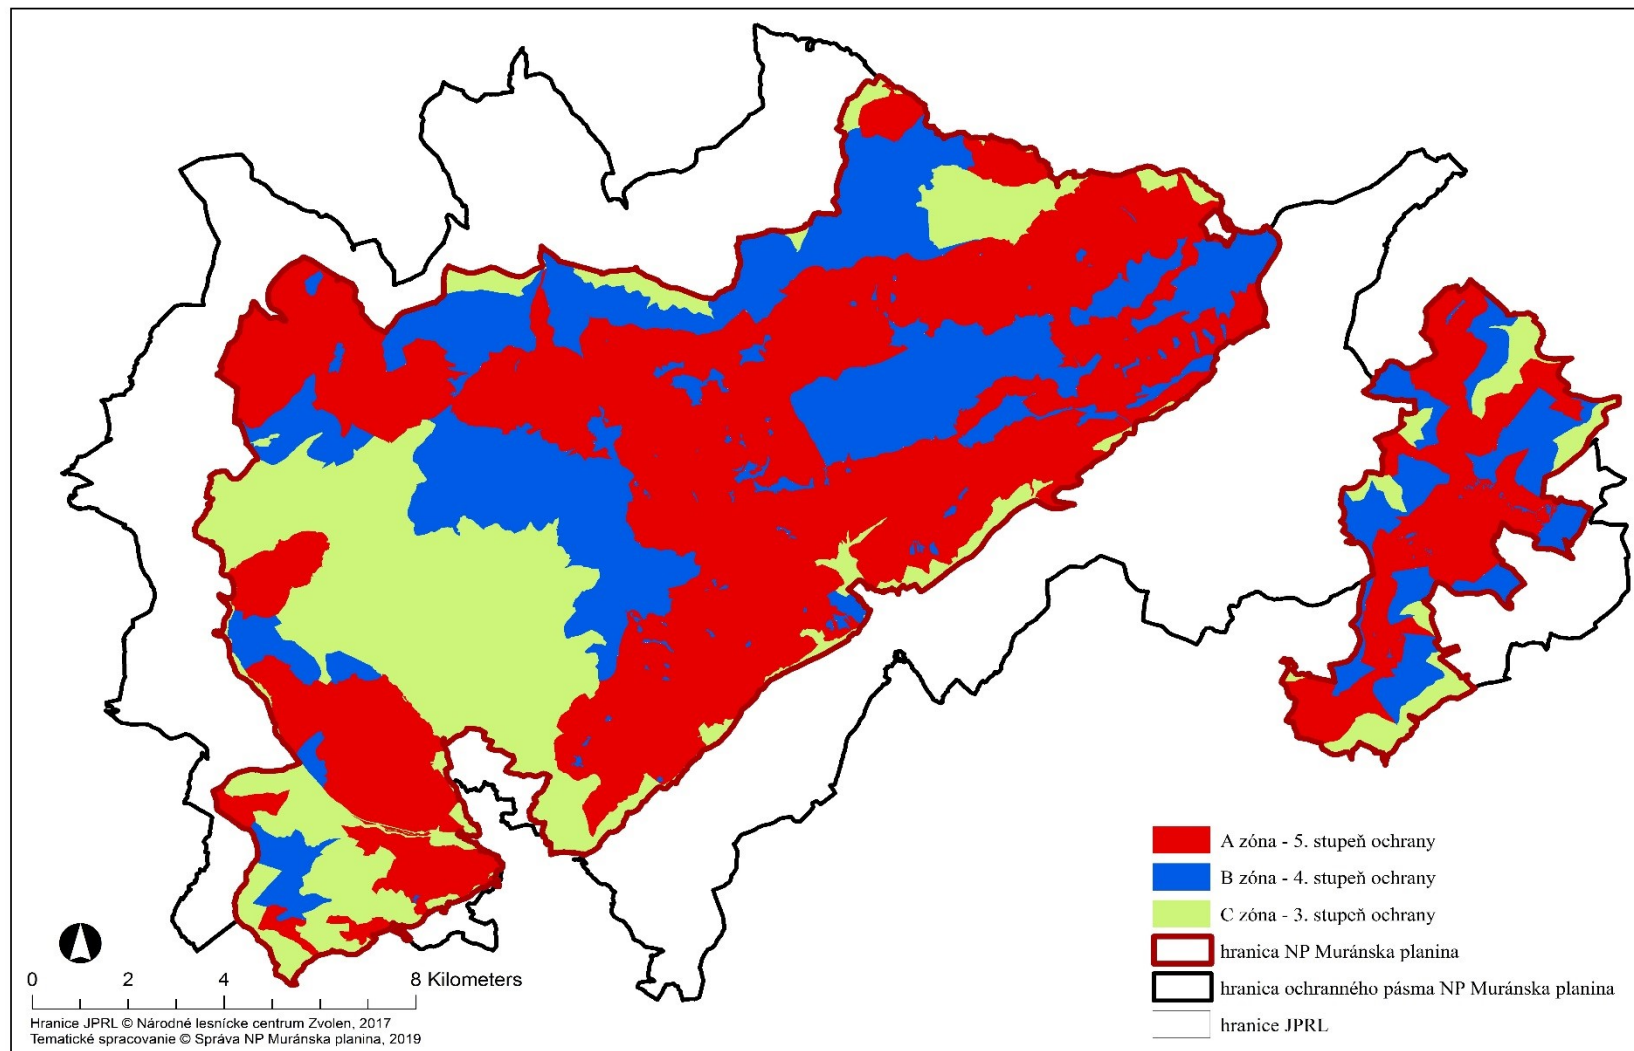 A zóna - 5. stupeň ochrany
B zóna - 4. stupeň ochrany
C zóna - 3. stupeň ochrany
hranica NP Muránska planina
hranica ochranného pásma NP Muránska planina
hranice JPRL
0 2 4 8 Kilometers
Hranice JPRL © Národné lesnícke centrum Zvolen, 2017
Tematické spracovanie © Správa NP Muránska planina, 2019